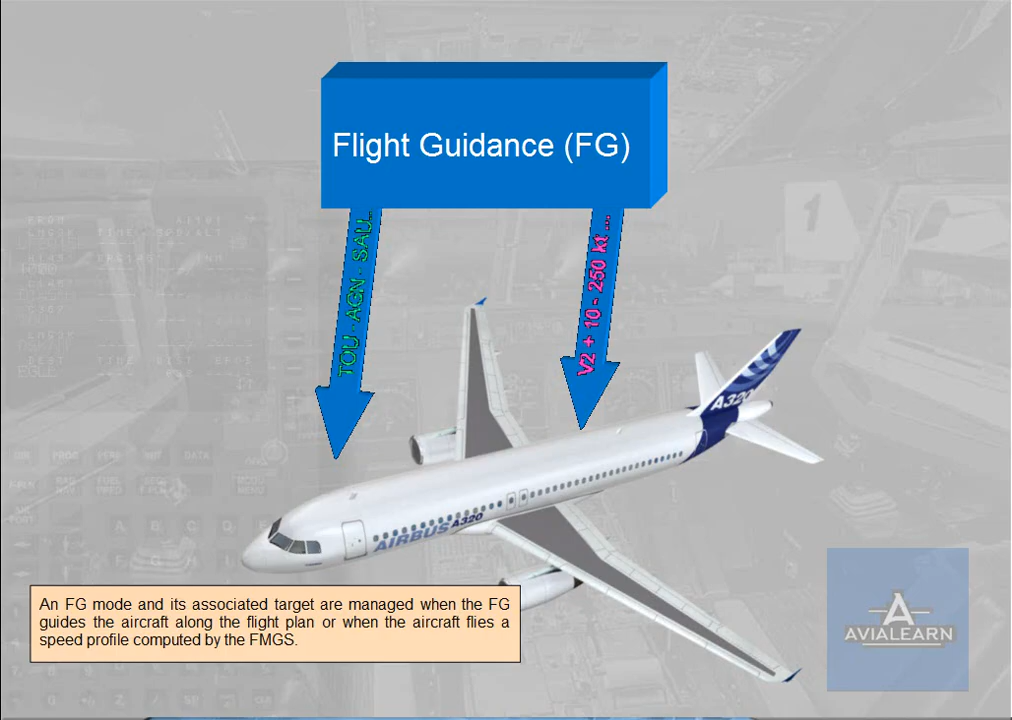 Flight Guidance (FG)
TOU - AGN - SAU...
V2 + 10 - 250 kt ...
1
A320
AIRBUS A320
An FG mode and its associated target are managed when the FG
guides the aircraft along the flight plan or when the aircraft flies a
speed profile computed by the FMGS.
A
AVIALEARN